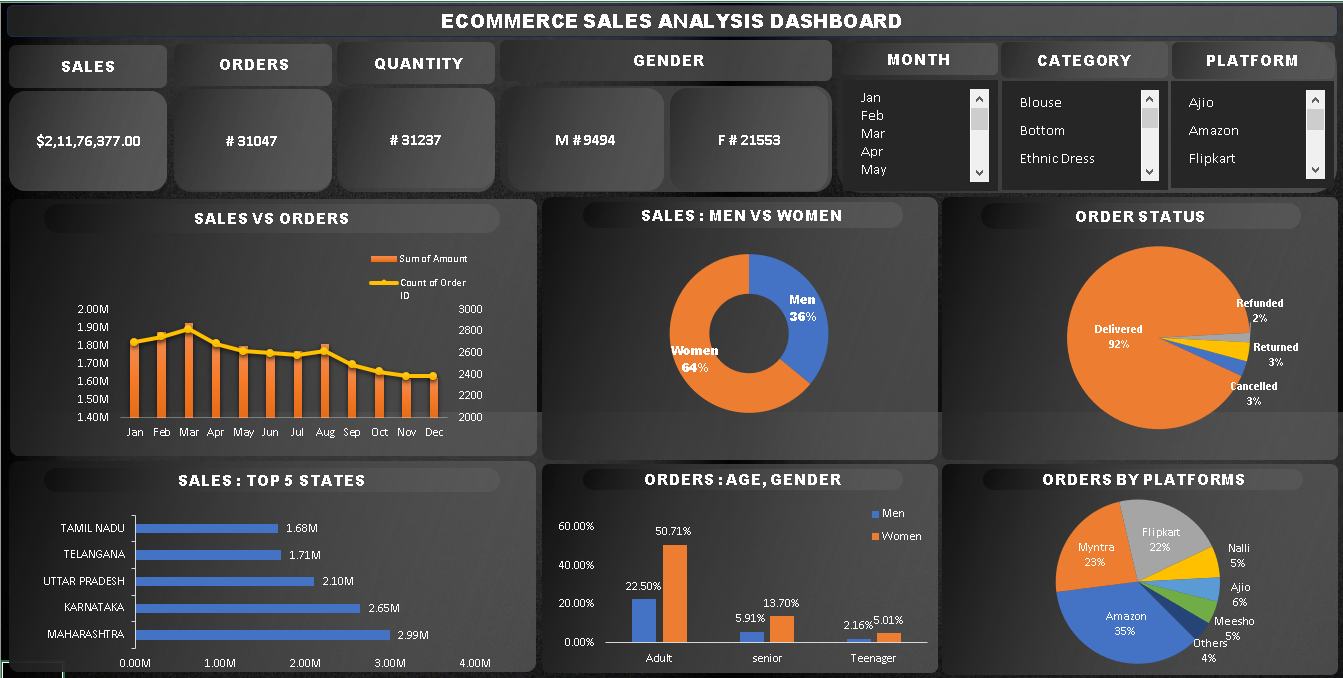 ECOMMERCE SALES ANALYSIS DASHBOARD
SALES
ORDERS
QUANTITY
GENDER
MONTH
CATEGORY
PLATFORM
$2,11,76,377.00
# 31047
# 31237
M # 9494
F # 21553
Jan
Feb
Mar
Apr
May
Blouse
Bottom
Ethnic Dress
Ajio
Amazon
Flipkart
SALES VS ORDERS
Sum of Amount
Count of Order
ID
2.00M
1.90M
1.80M
1.70M
1.60M
1.50M
1.40M
3000
2800
2600
2400
2200
2000
Jan Feb Mar Apr May Jun Jul Aug Sep Oct Nov Dec
SALES : MEN VS WOMEN
Men
36%
Women
64%
ORDER STATUS
Refunded
2%
Delivered
92%
Returned
3%
Cancelled
3%
SALES : TOP 5 STATES
TAMIL NADU 1.68M
TELANGANA 1.71M
UTTAR PRADESH 2.10M
KARNATAKA 2.65M
MAHARASHTRA 2.99M
0.00M 1.00M 2.00M 3.00M 4.00M
ORDERS : AGE, GENDER
Men
Women
60.00%
40.00%
20.00%
0.00%
22.50%
50.71%
5.91%
13.70%
2.16%
5.01%
Adult senior Teenager
ORDERS BY PLATFORMS
Flipkart
22%
Myntra
23%
Nalli
5%
Ajio
6%
Amazon
35%
Meesho
5%
Others
4%